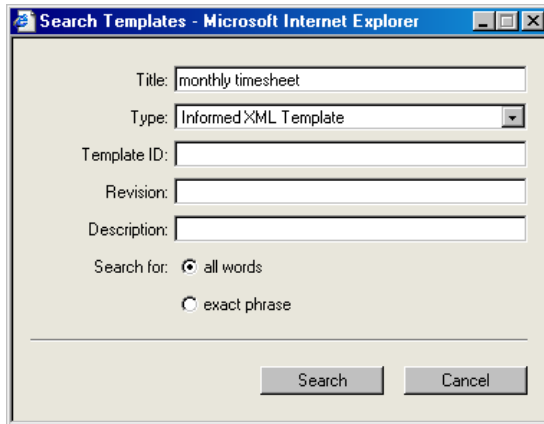 Search Templates - Microsoft Internet Explorer
Title: monthly timesheet
Type: Informed XML Template
Template ID:
Revision:
Description:
Search for: all words
exact phrase
Search Cancel